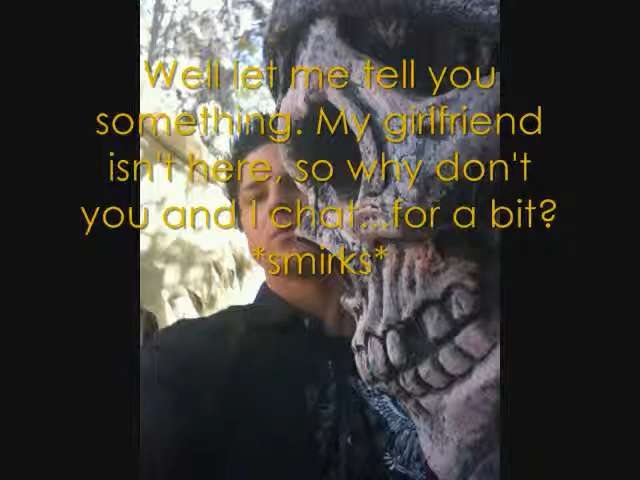 Well let me tell you
something. My girlfriend
isn't here, so why don't
you and I chat...for a bit?
*smirks*